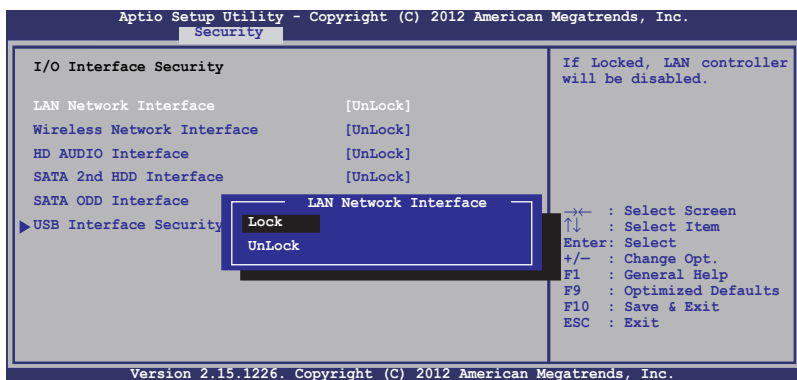 Aptio Setup Utility - Copyright (C) 2012 American Megatrends, Inc.
Security
I/O Interface Security
LAN Network Interface [UnLock]
Wireless Network Interface [UnLock]
HD AUDIO Interface [UnLock]
SATA 2nd HDD Interface [UnLock]
SATA ODD Interface
USB Interface Security
LAN Network Interface
Lock
UnLock
If Locked, LAN controller
will be disabled.
→← : Select Screen
↑↓ : Select Item
Enter: Select
+/— : Change Opt.
F1 : General Help
F9 : Optimized Defaults
F10 : Save & Exit
ESC : Exit
Version 2.15.1226. Copyright (C) 2012 American Megatrends, Inc.